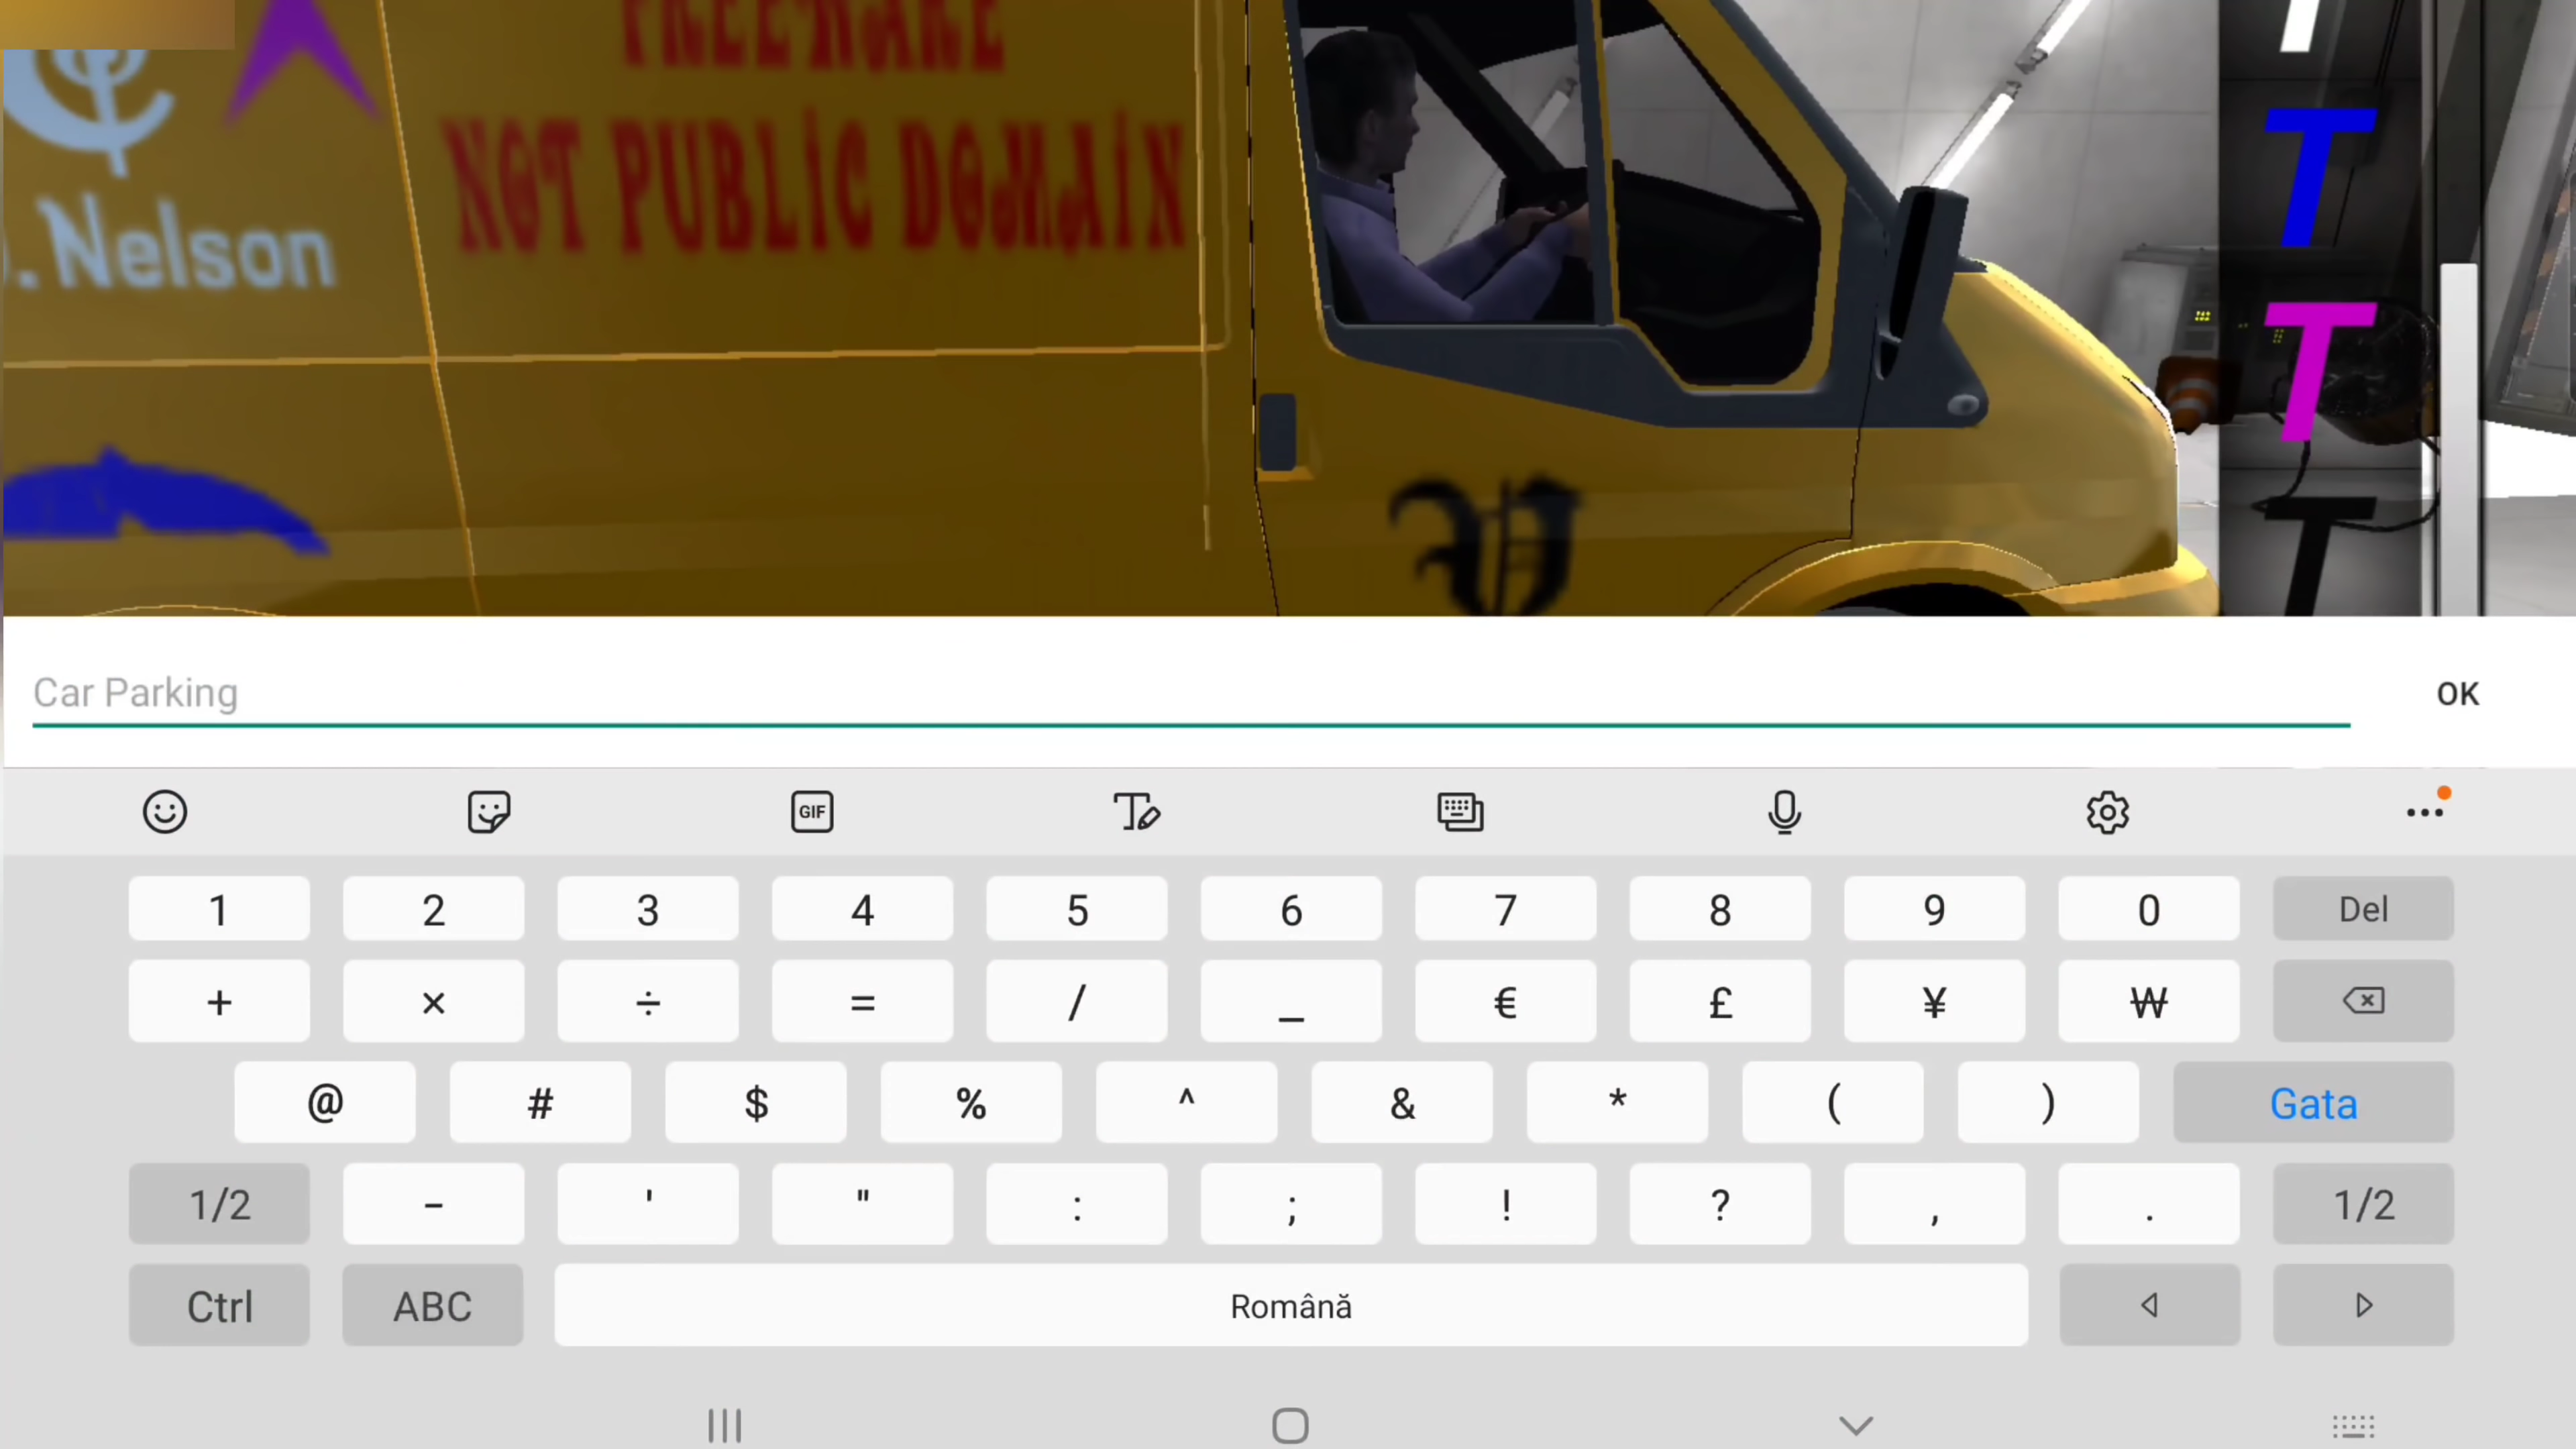 FREEWARE
NOT PUBLIC DOMAIN
.Nelson
T
T
T
T
Car Parking
OK
GIF
1 2 3 4 5 6 7 8 9 0 Del
+ × ÷ = / _ € £ ¥ ₩
@ # $ % ^ & * ( ) Gata
1/2 - ' " : ; ! ? , . 1/2
Ctrl ABC Română